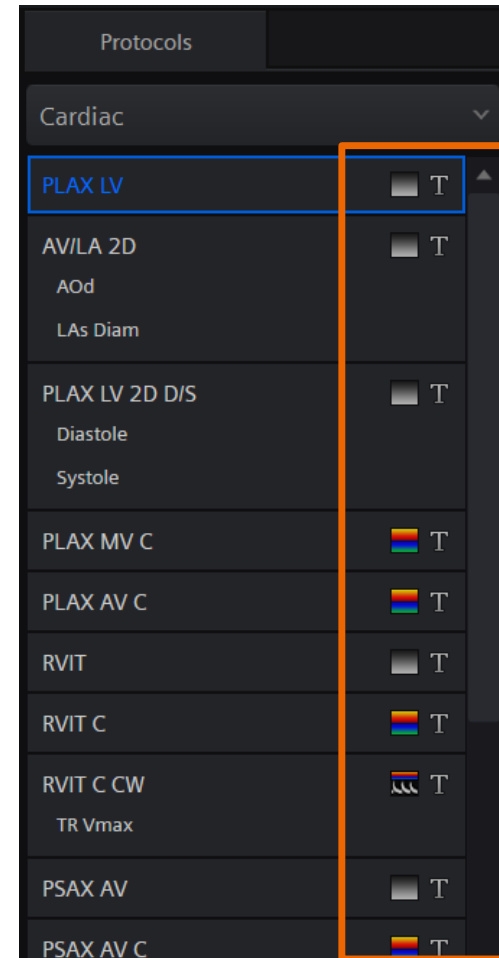 Protocols
Cardiac
PLAX LV T
AV/LA 2D T
AOd
LAs Diam
PLAX LV 2D D/S T
Diastole
Systole
PLAX MV C T
PLAX AV C T
RVIT T
RVIT C T
RVIT C CW T
TR Vmax
PSAX AV T
PSAX AV C T